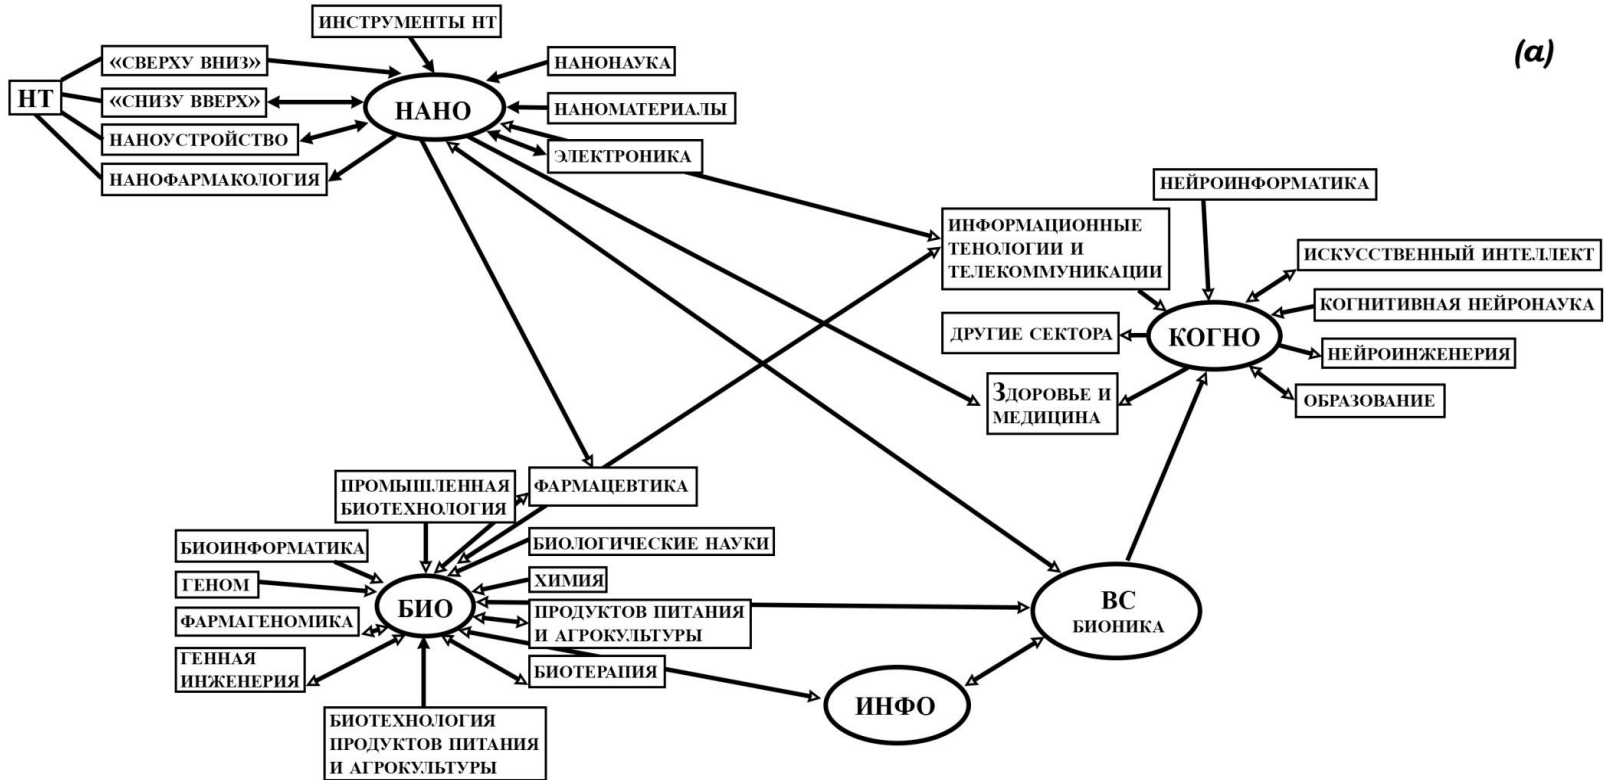 (а)
ИНСТРУМЕНТЫ НТ
«СВЕРХУ ВНИЗ»
НАНОНАУКА
НТ
«СНИЗУ ВВЕРХ»
НАНО
НАНОМАТЕРИАЛЫ
НАНОУСТРОЙСТВО
ЭЛЕКТРОНИКА
НАНОФАРМАКОЛОГИЯ
НЕЙРОИНФОРМАТИКА
ИНФОРМАЦИОННЫЕ
ТЕНОЛОГИИ И
ТЕЛЕКОММУНИКАЦИИ
ИСКУССТВЕННЫЙ ИНТЕЛЛЕКТ
КОГНИТИВНАЯ НЕЙРОНАУКА
ДРУГИЕ СЕКТОРА
КОГНО
НЕЙРОИНЖЕНЕРИЯ
ЗДОРОВЬЕ И
МЕДИЦИНА
ОБРАЗОВАНИЕ
ПРОМЫШЛЕННАЯ
БИОТЕХНОЛОГИЯ
ФАРМАЦЕВТИКА
БИОИНФОРМАТИКА
БИОЛОГИЧЕСКИЕ НАУКИ
ГЕНОМ
ХИМИЯ
БИО
ФАРМАГЕНОМИКА
ПРОДУКТОВ ПИТАНИЯ
И АГРОКУЛЬТУРЫ
ВС
БИОНИКА
ГЕННАЯ
ИНЖЕНЕРИЯ
БИОТЕРАПИЯ
ИНФО
БИОТЕХНОЛОГИЯ
ПРОДУКТОВ ПИТАНИЯ
И АГРОКУЛЬТУРЫ